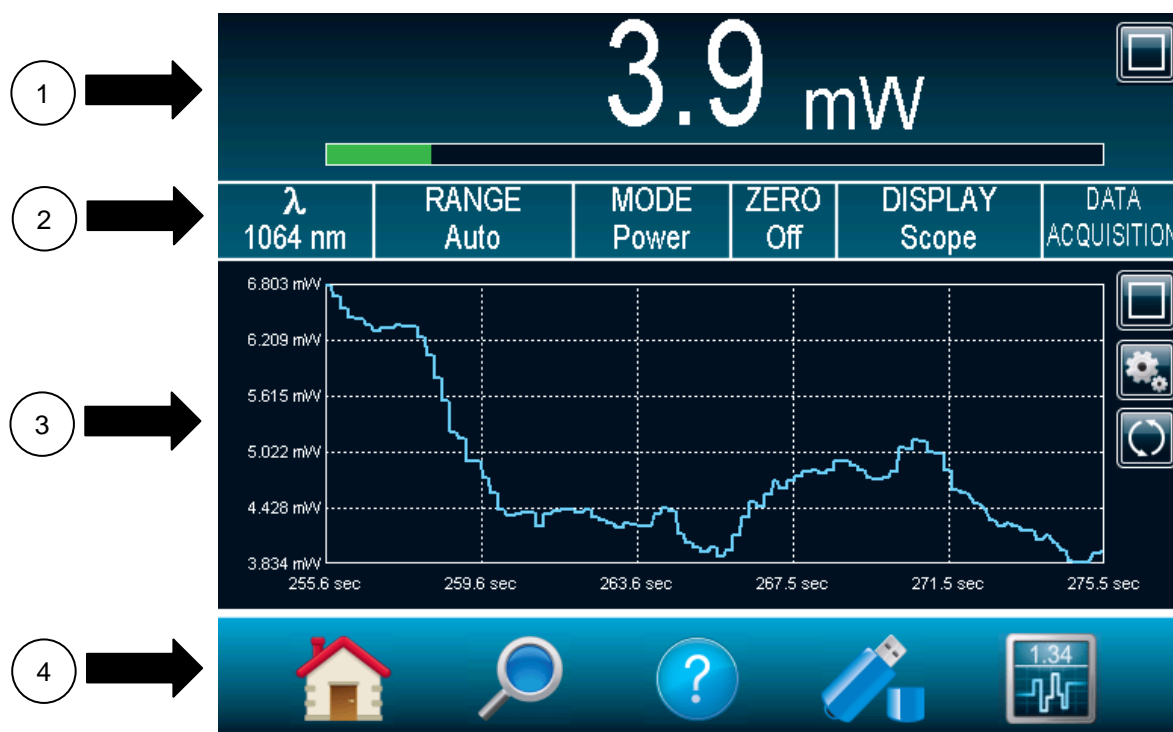 3.9 mW
1
λ RANGE MODE ZERO DISPLAY DATA
1064 nm Auto Power Off Scope ACQUISITION
2
6.803 mW
6.209 mW
5.615 mW
3
5.022 mW
4.428 mW
3.834 mW
255.6 sec 259.6 sec 263.6 sec 267.5 sec 271.5 sec 275.5 sec
4
?
1.34